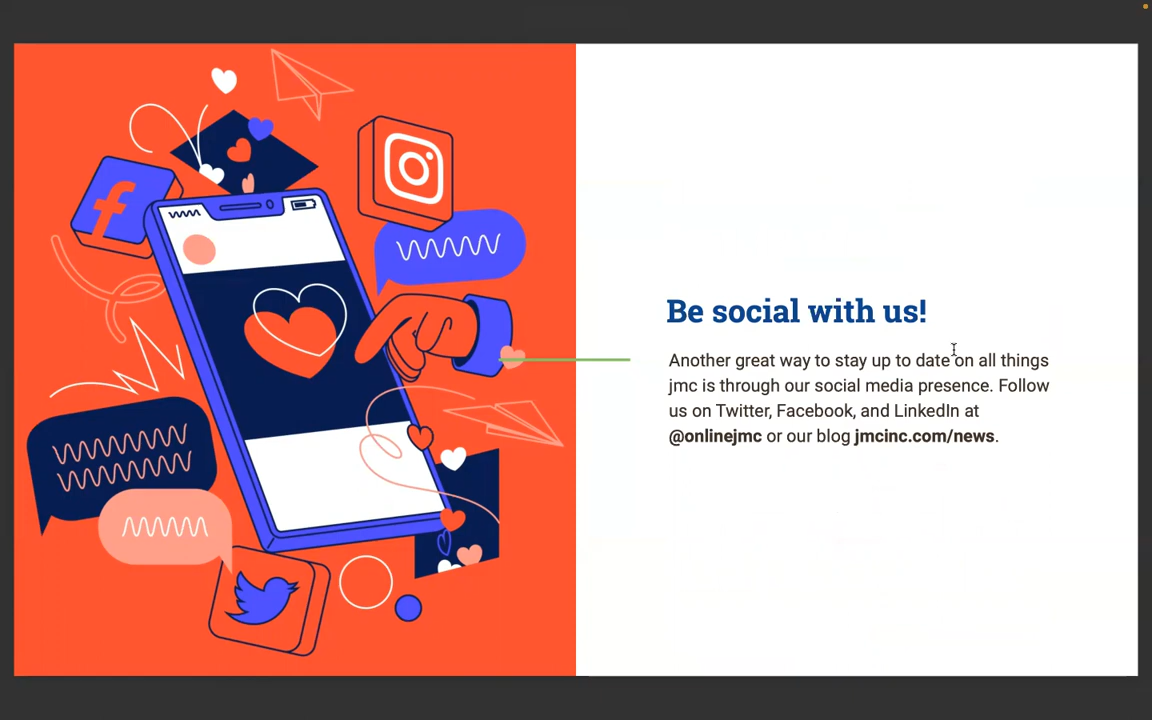 Be social with us!
Another great way to stay up to date on all things
jmc is through our social media presence. Follow
us on Twitter, Facebook, and LinkedIn at
@onlinejmc or our blog jmcinc.com/news.